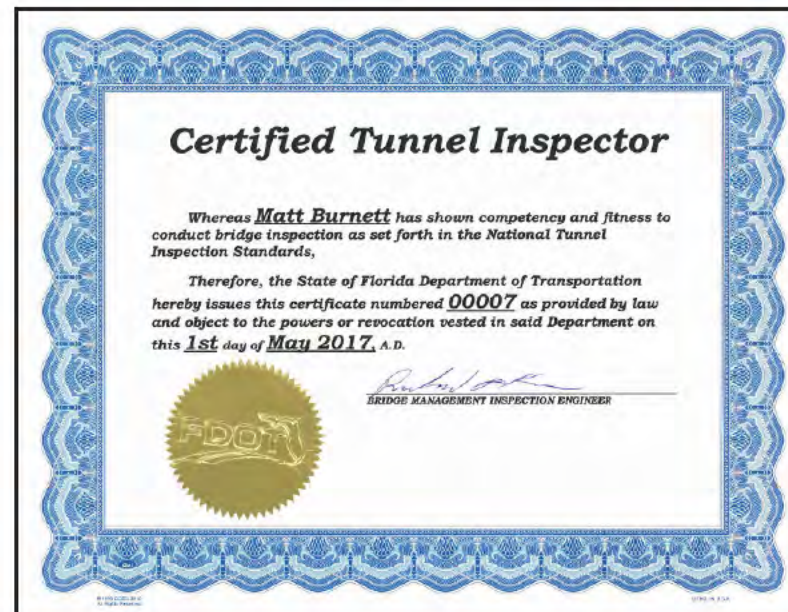 Certified Tunnel Inspector
Whereas Matt Burnett has shown competency and fitness to
conduct bridge inspection as set forth in the National Tunnel
Inspection Standards,
Therefore, the State of Florida Department of Transportation
hereby issues this certificate numbered 00007 as provided by law
and object to the powers or revocation vested in said Department on
this 1st day of May 2017, A.D.
BRIDGE MANAGEMENT INSPECTION ENGINEER
FDOT
All Rights Reserved